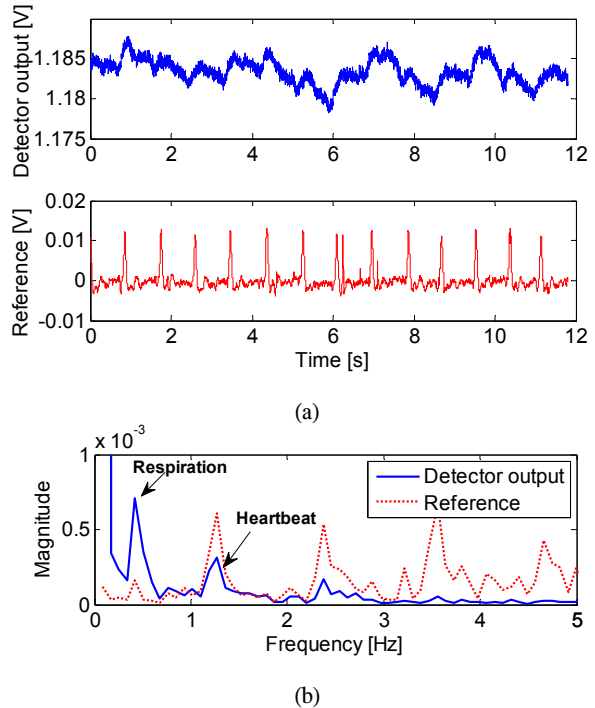 Detector output [V]
1.185
1.18
1.175
0 2 4 6 8 10 12
Reference [V]
0.02
0.01
0
-0.01
0 2 4 6 8 10 12
Time [s]
(a)
1 x 10^-3
Respiration
Heartbeat
Detector output
Reference
Magnitude
0.5
0
0 1 2 3 4 5
Frequency [Hz]
(b)